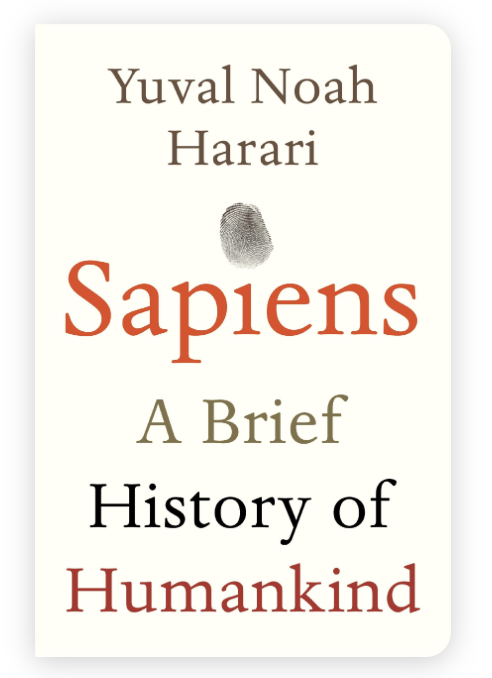 Yuval Noah
Harari
Sapiens
A Brief
History of
Humankind